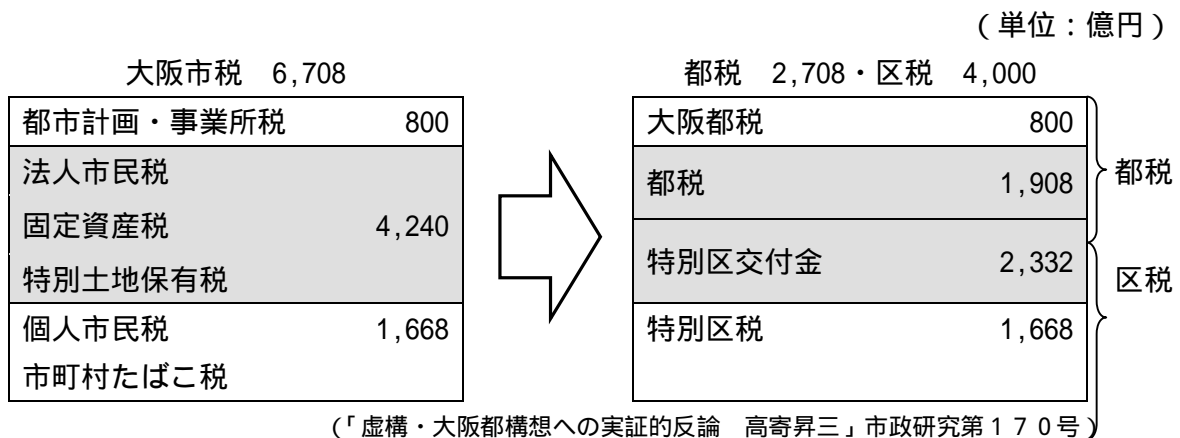 （単位：億円）
大阪市税　6,708
都税　2,708・区税　4,000
都市計画・事業所税　800
法人市民税
固定資産税　4,240
特別土地保有税
個人市民税　1,668
市町村たばこ税
大阪都税　800
都税　1,908
特別区交付金　2,332
特別区税　1,668
都税
区税
（「虚構・大阪都構想への実証的反論　高寄昇三」市政研究第１７０号）